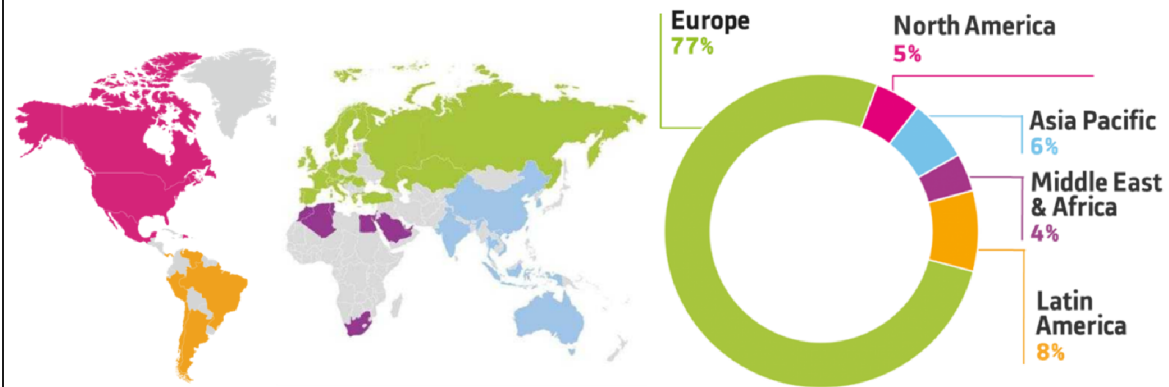 Europe
77%
North America
5%
Asia Pacific
6%
Middle East
& Africa
4%
Latin
America
8%